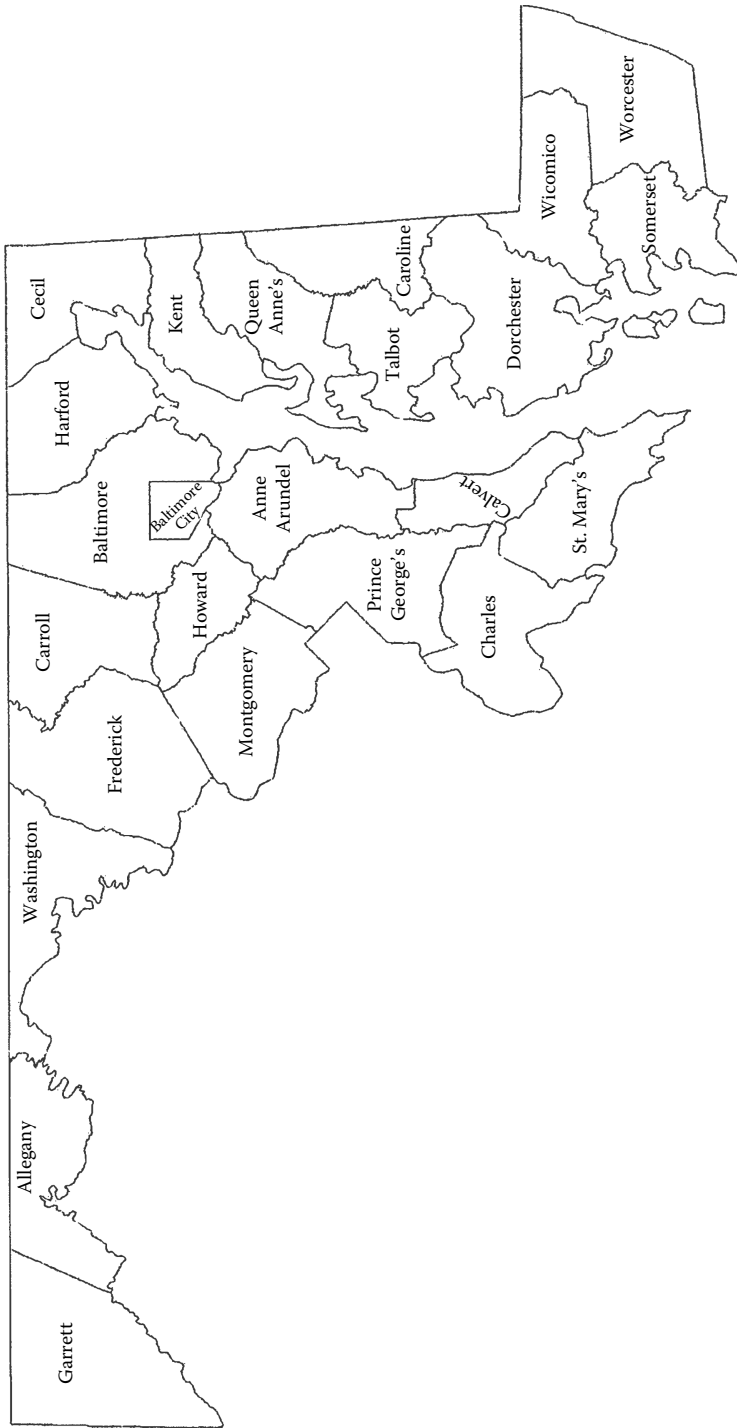 Garrett
Allegany
Washington
Frederick
Carroll
Baltimore
Baltimore
City
Harford
Cecil
Howard
Montgomery
Anne
Arundel
Prince
George's
Calvert
Charles
St. Mary's
Kent
Queen
Anne's
Caroline
Talbot
Dorchester
Wicomico
Worcester
Somerset